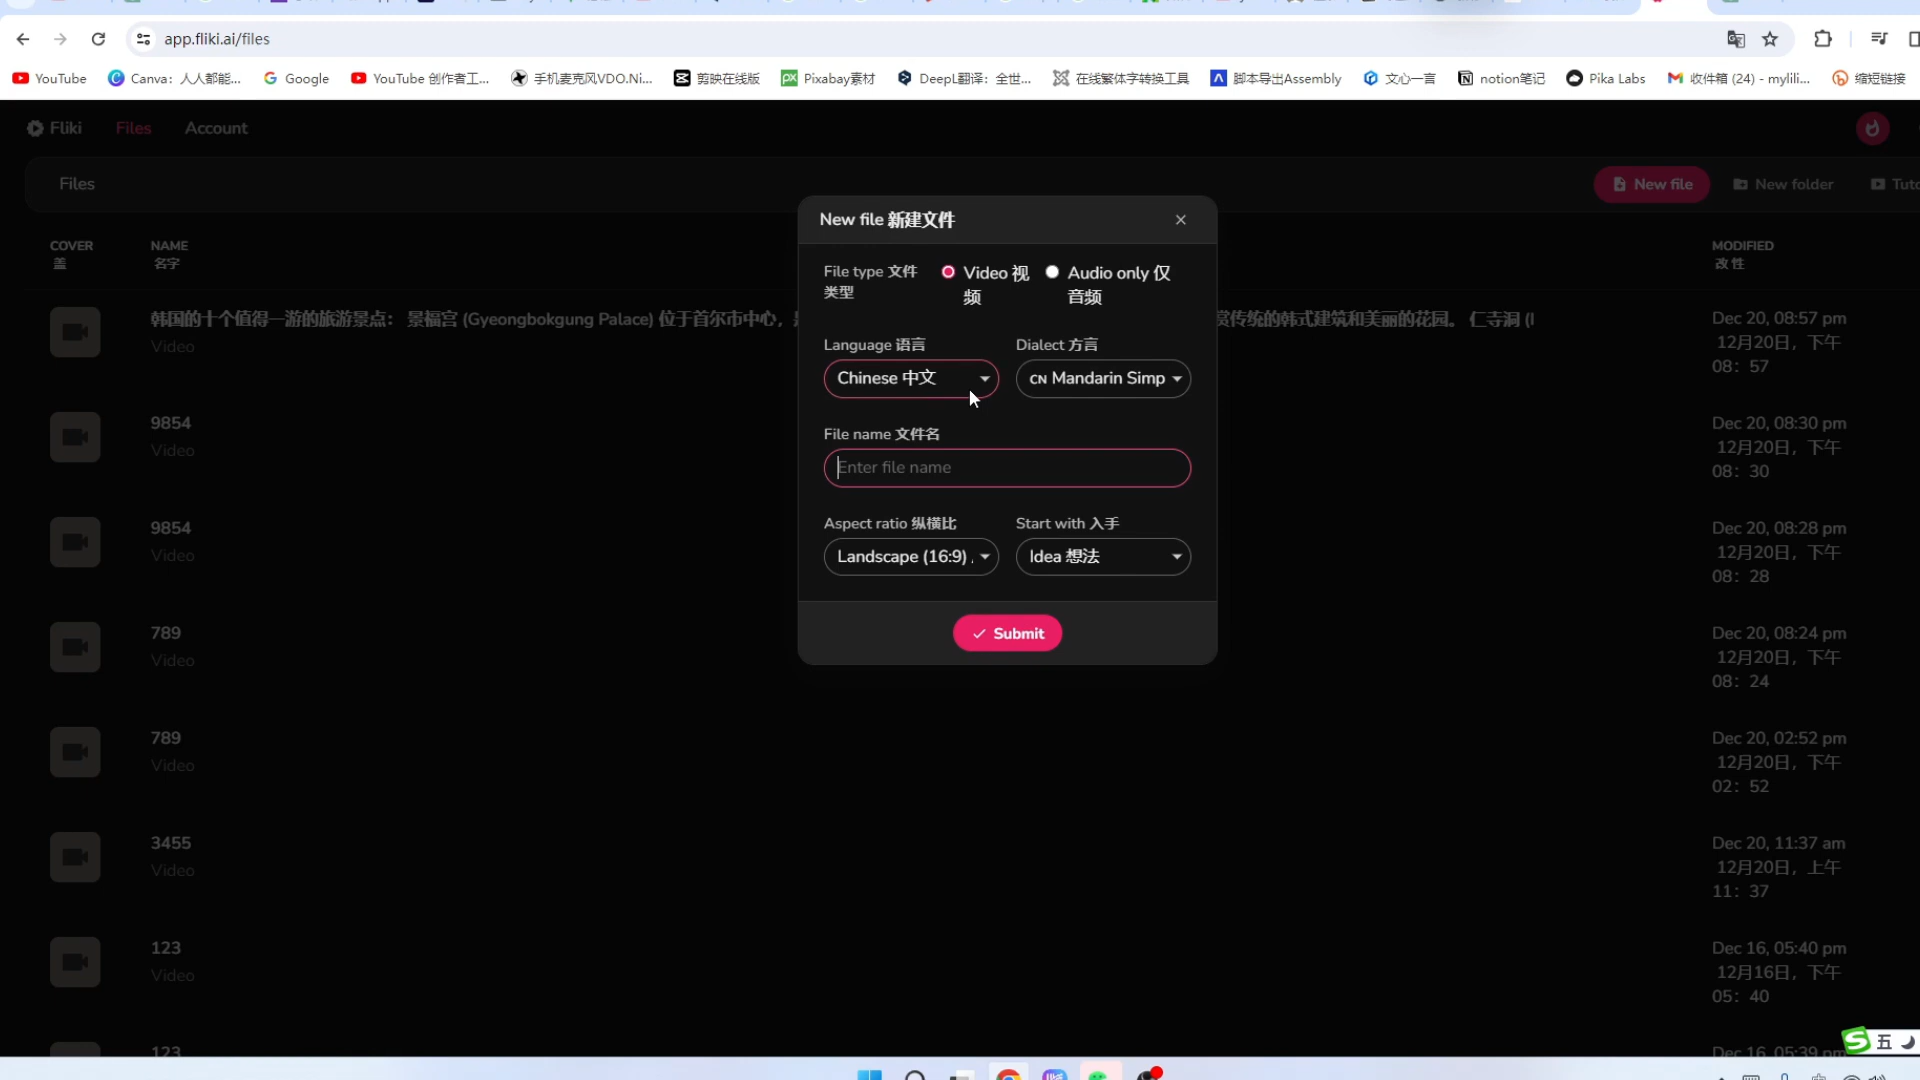 app.fliki.ai/files
YouTube
Canva：人人都能...
Google
YouTube 创作者工...
手机麦克风VDO.Ni...
剪映在线版
Pixabay素材
DeepL翻译：全世...
在线繁体字转换工具
脚本导出Assembly
文心一言
notion笔记
Pika Labs
收件箱 (24) - mylili...
缩短链接
Fliki
Files
Account
Files
New file
New folder
Tuto
New file 新建文件
COVER
盖
NAME
名字
MODIFIED
改 性
File type 文件
类型
Video 视
频
Audio only 仅
音频
韩国的十个值得一游的旅游景点： 景福宫 (Gyeongbokgung Palace) 位于首尔市中心，
赏传统的韩式建筑和美丽的花园。 仁寺洞 (I
Video
Dec 20, 08:57 pm
12月20日，下午
08：57
Language 语言
Dialect 方言
Chinese 中文
CN Mandarin Simp
File name 文件名
Enter file name
9854
Video
Dec 20, 08:30 pm
12月20日，下午
08：30
Aspect ratio 纵横比
Start with 入手
Landscape (16:9)
Idea 想法
9854
Video
Dec 20, 08:28 pm
12月20日，下午
08：28
Submit
789
Video
Dec 20, 08:24 pm
12月20日，下午
08：24
789
Video
Dec 20, 02:52 pm
12月20日，下午
02：52
3455
Video
Dec 20, 11:37 am
12月20日，上午
11：37
123
Video
Dec 16, 05:40 pm
12月16日，下午
05：40
123
Dec 16, 05:39 pm
五